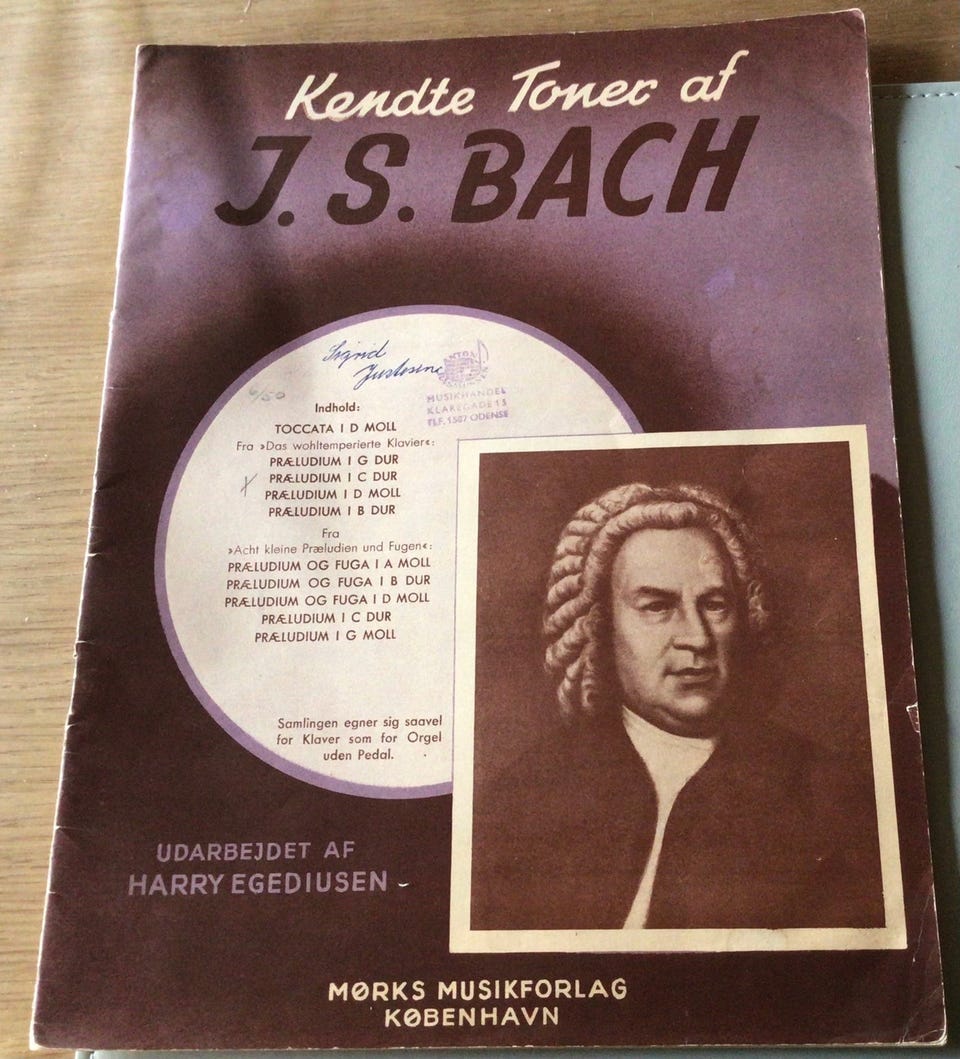 Kendte Toner af
J. S. BACH
Sigrid
6/50
MUSIKHANDEL
KLAREGADE 15
TLF. 1507 ODENSE
Indhold:
TOCCATA I D MOLL
Fra »Das wohltemperierte Klavier«:
PRÆLUDIUM I G DUR
PRÆLUDIUM I C DUR
PRÆLUDIUM I D MOLL
PRÆLUDIUM I B DUR
Fra
»Acht kleine Præludien und Fugen«:
PRÆLUDIUM OG FUGA I A MOLL
PRÆLUDIUM OG FUGA I B DUR
PRÆLUDIUM OG FUGA I D MOLL
PRÆLUDIUM I C DUR
PRÆLUDIUM I G MOLL
Samlingen egner sig saavel
for Klaver som for Orgel
uden Pedal.
UDARBEJDET AF
HARRY EGEDIUSEN
MØRKS MUSIKFORLAG
KØBENHAVN